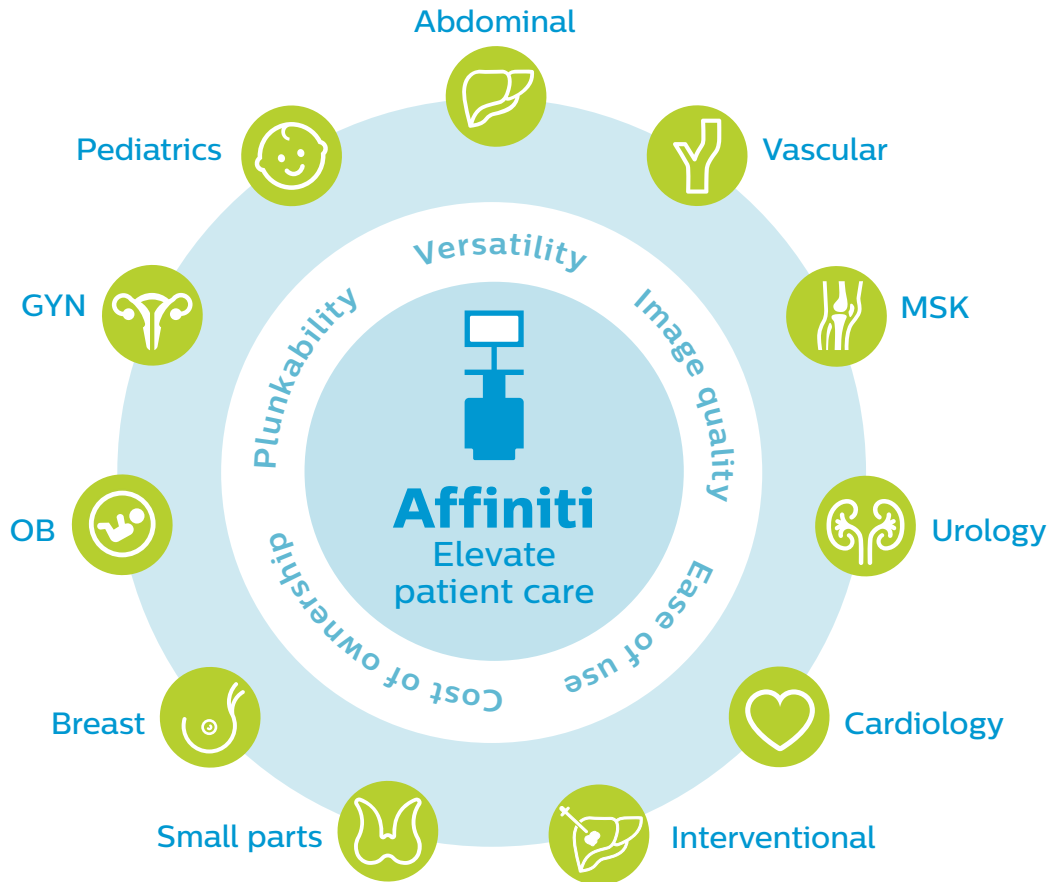 Abdominal
Vascular
MSK
Urology
Cardiology
Interventional
Small parts
Breast
OB
GYN
Pediatrics
Versatility
Image quality
Ease of use
Cost of ownership
Plunkability
Affiniti
Elevate
patient care